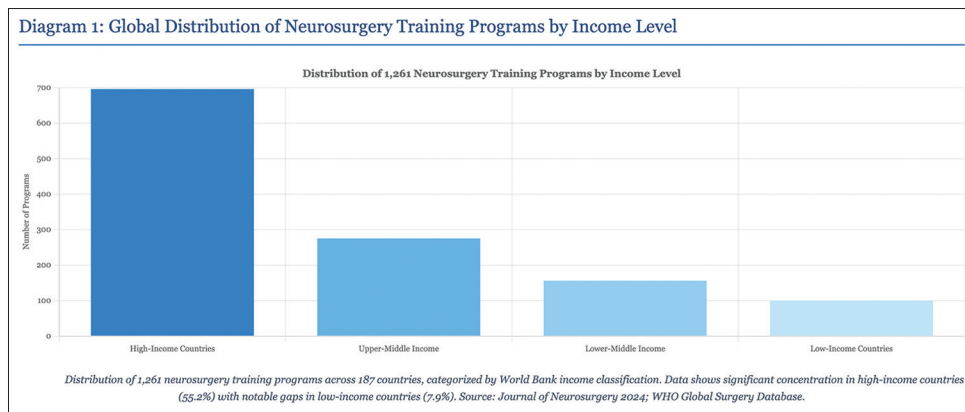 Diagram 1: Global Distribution of Neurosurgery Training Programs by Income Level
Distribution of 1,261 Neurosurgery Training Programs by Income Level
700
600
500
400
300
200
100
0
Number of Programs
High-Income Countries
Upper-Middle Income
Lower-Middle Income
Low-Income Countries
Distribution of 1,261 neurosurgery training programs across 187 countries, categorized by World Bank income classification. Data shows significant concentration in high-income countries
(55.2%) with notable gaps in low-income countries (7.9%). Source: Journal of Neurosurgery 2024; WHO Global Surgery Database.